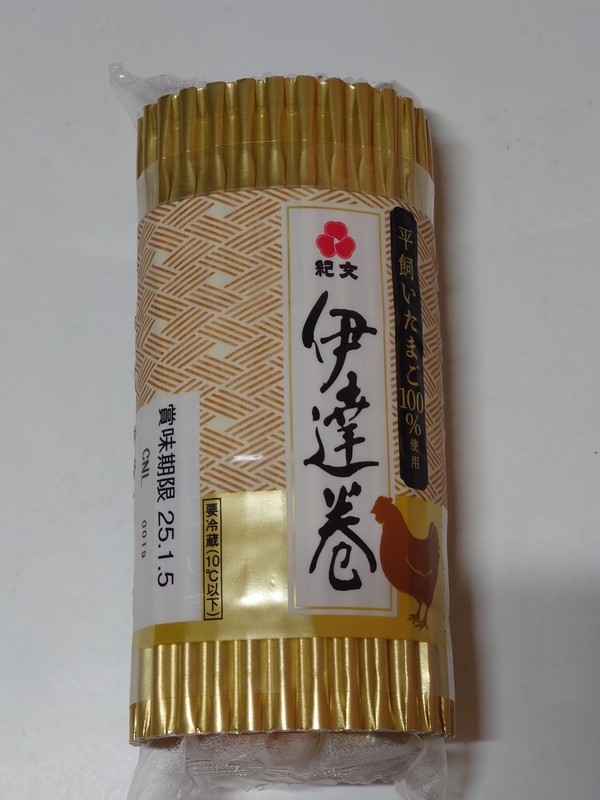 平飼いたまご100%使用
紀文
伊達巻
要冷蔵(10℃以下)
賞味期限 25.1.5
CNL 0019